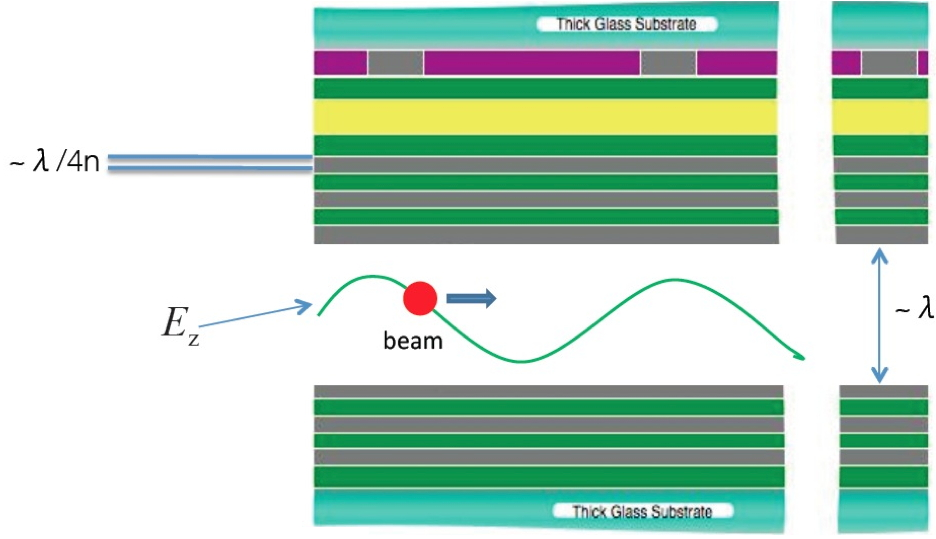 Thick Glass Substrate
~ λ /4n
~ λ
E_z
beam
Thick Glass Substrate